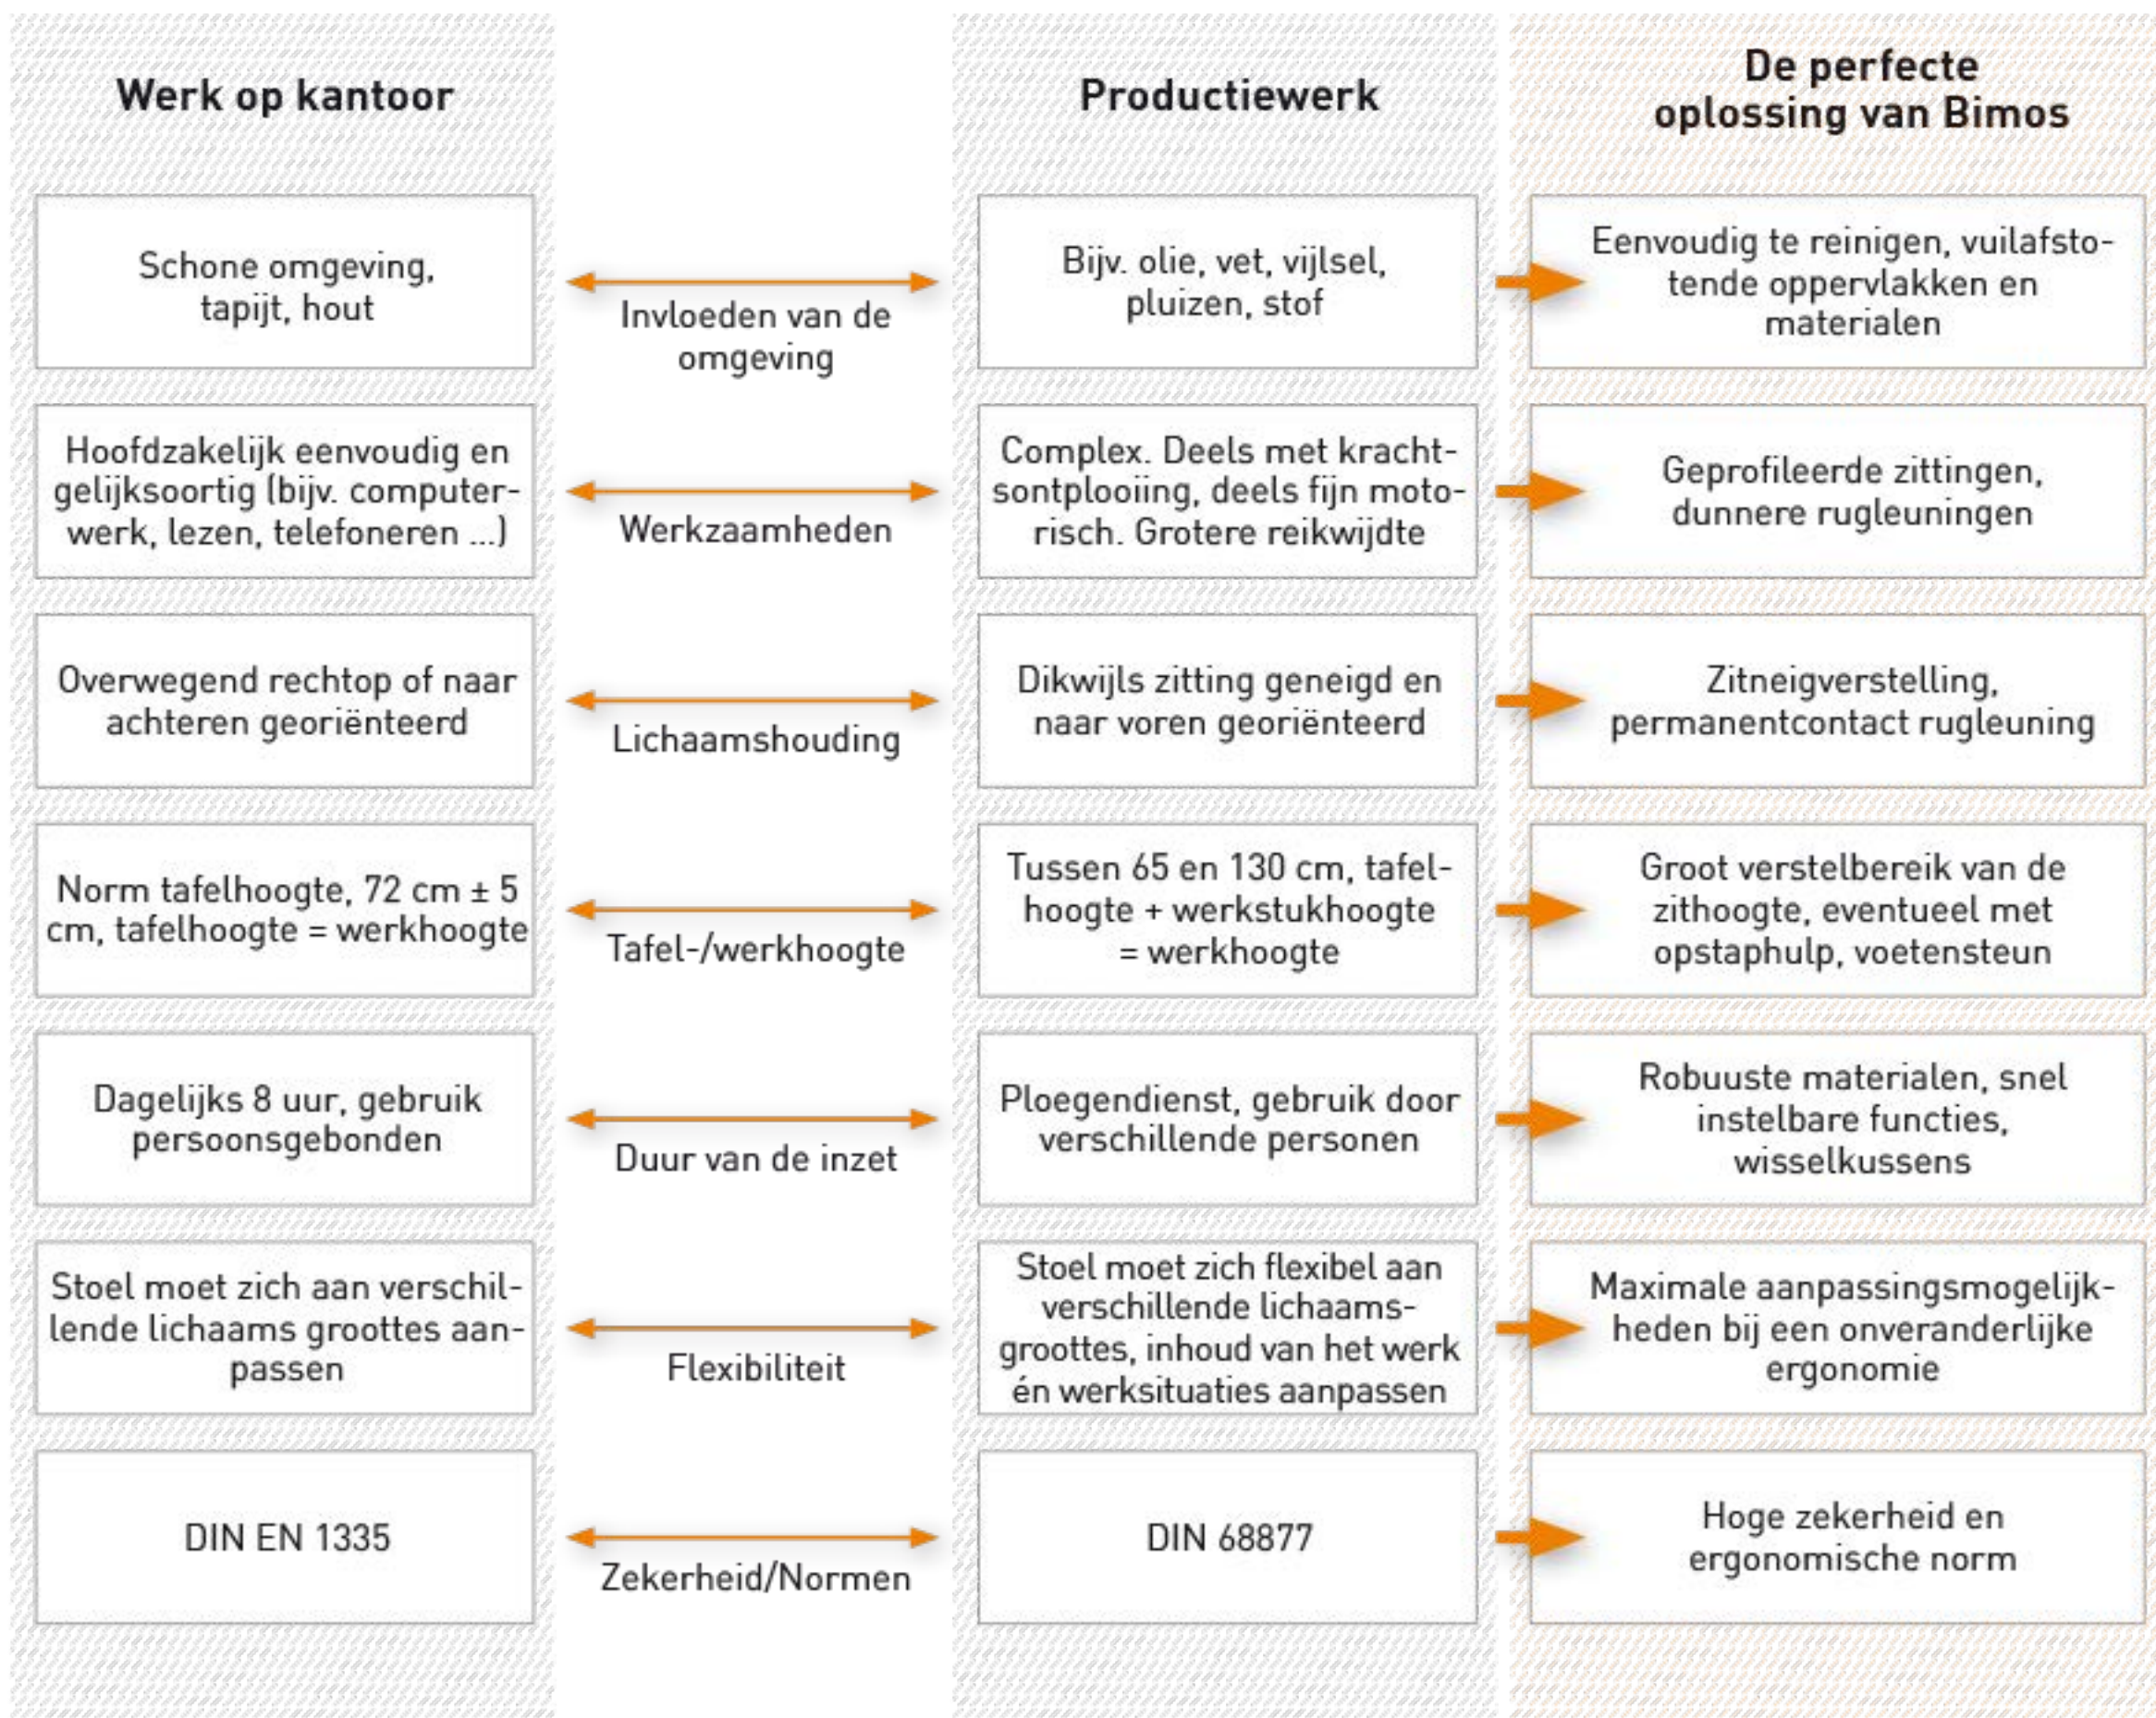 Werk op kantoor
Productiewerk
De perfecte
oplossing van Bimos
Schone omgeving,
tapijt, hout
Invloeden van de
omgeving
Bijv. olie, vet, vijlsel,
pluizen, stof
Eenvoudig te reinigen, vuilafsto-
tende oppervlakken en
materialen
Hoofdzakelijk eenvoudig en
gelijksoortig (bijv. computer-
werk, lezen, telefoneren ...)
Werkzaamheden
Complex. Deels met kracht-
sontplooiing, deels fijn moto-
risch. Grotere reikwijdte
Geprofileerde zittingen,
dunnere rugleuningen
Overwegend rechtop of naar
achteren georiënteerd
Lichaamshouding
Dikwijls zitting geneigd en
naar voren georiënteerd
Zitneigverstelling,
permanentcontact rugleuning
Norm tafelhoogte, 72 cm ± 5
cm, tafelhoogte = werkhoogte
Tafel-/werkhoogte
Tussen 65 en 130 cm, tafel-
hoogte + werkstukhoogte
= werkhoogte
Groot verstelbereik van de
zithoogte, eventueel met
opstaphulp, voetensteun
Dagelijks 8 uur, gebruik
persoonsgebonden
Duur van de inzet
Ploegendienst, gebruik door
verschillende personen
Robuuste materialen, snel
instelbare functies,
wisselkussens
Stoel moet zich aan verschil-
lende lichaams groottes aan-
passen
Flexibiliteit
Stoel moet zich flexibel aan
verschillende lichaams-
groottes, inhoud van het werk
én werksituaties aanpassen
Maximale aanpassingsmogelijk-
heden bij een onveranderlijke
ergonomie
DIN EN 1335
Zekerheid/Normen
DIN 68877
Hoge zekerheid en
ergonomische norm